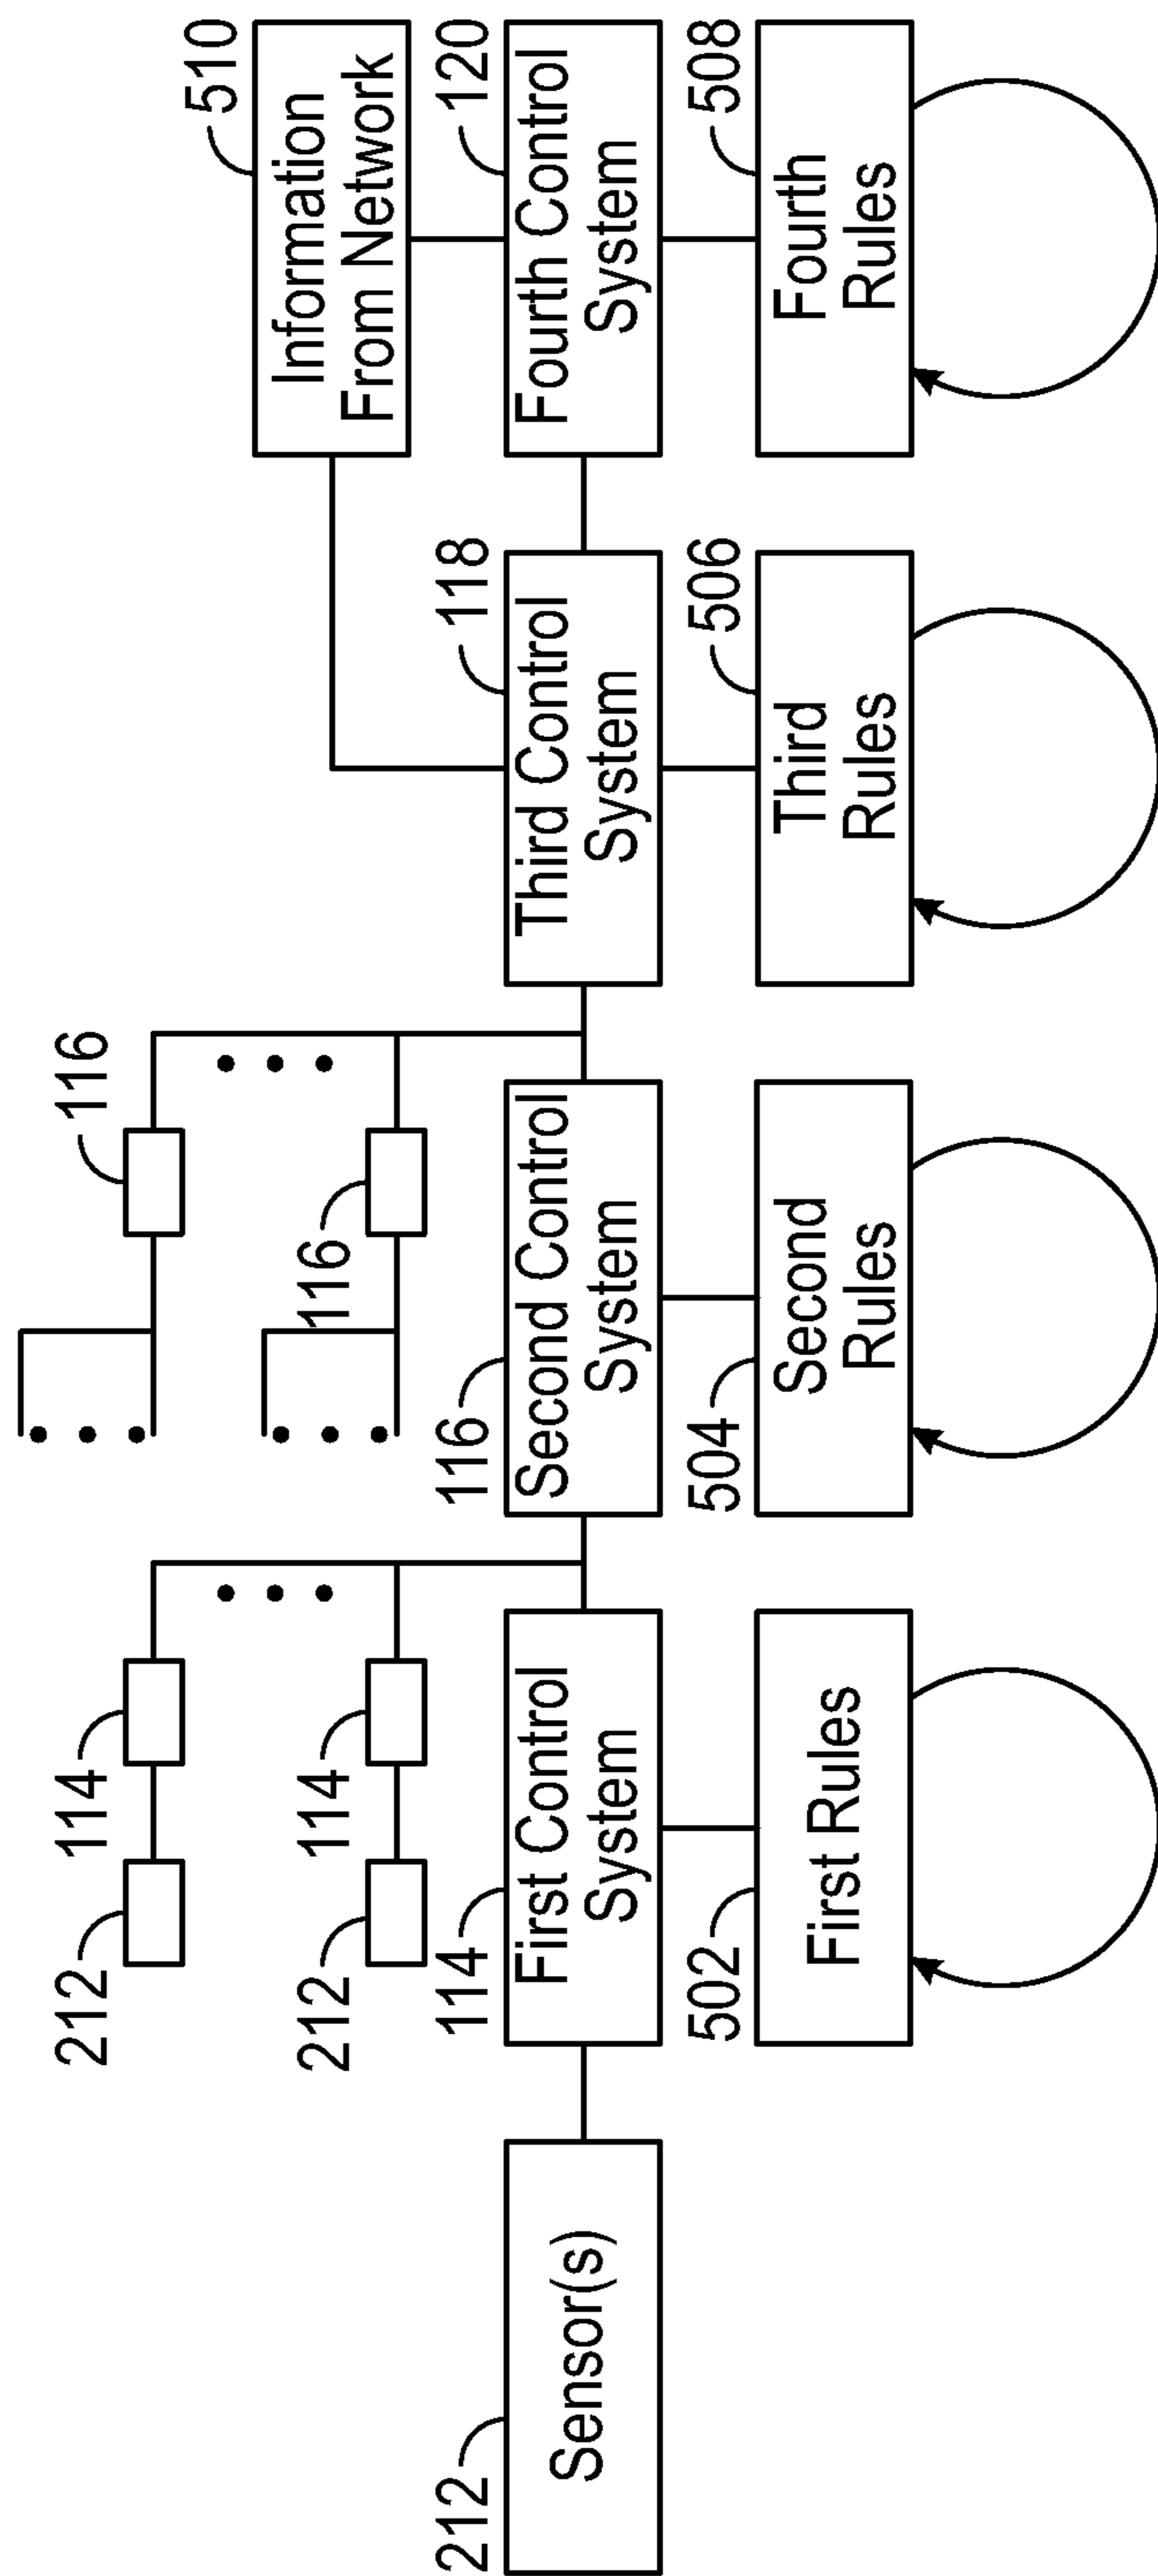 212
114
116
212
114
116
510
Information
From Network
212
Sensor(s)
114
First Control
System
116
Second Control
System
118
Third Control
System
120
Fourth Control
System
502
First Rules
504
Second
Rules
506
Third
Rules
508
Fourth
Rules